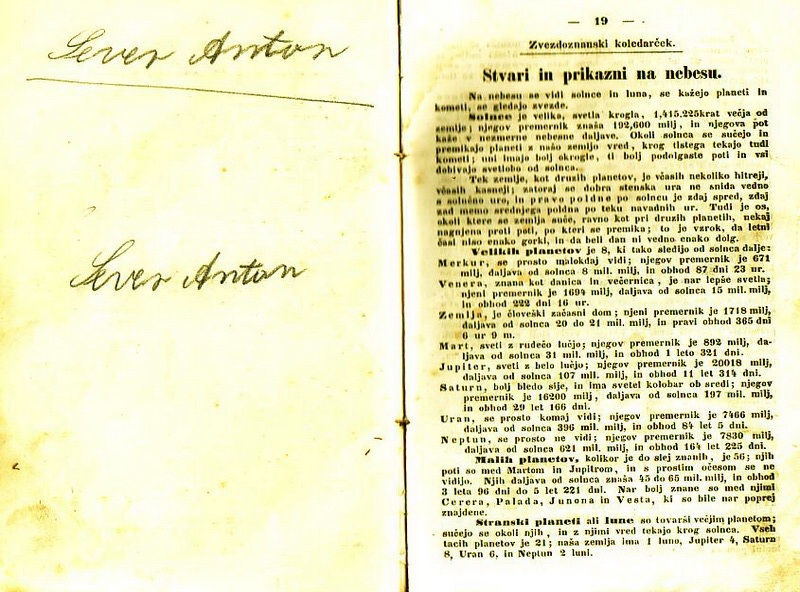 Sever Anton
Sever Anton
— 19 —
Zvezdoznanski koledarček.
Stvari in prikazni na nebesu.
Na nebesu se vidi solnce in luna, se kažejo planeti in
kometi, se gledajo zvezde.
Solnce je velika, svetla krogla, 1,415.225krat večja od
zemlje; njegov premernik znaša 192,600 milj, in njegova pot
kaže v nezmerne nebesne daljave. Okoli solnca se sučejo in
premikajo planeti z našo zemljo vred, krog tistega tekajo tudi
kometi; uni imajo bolj okrogle, ti bolj podolgaste poti in vsi
dobivajo svetlobo od solnca.
Tek zemlje, kot druzih planetov, je včasih nekoliko hitreji,
včasih kasneji; zatoraj se dobra stenska ura ne snida vedno
s solnčno uro, in pravo poldne po solncu je zdaj spred, zdaj
zad memo srednjega poldna po teku navadnih ur. Tudi je os,
okoli ktere se zemlja suče, ravno kot pri druzih planetih, nekaj
nagnjena proti poti, po kteri se premika; to je vzrok, da letni
časi niso enako gorki, in da beli dan ni vedno enako dolg.
Velikih planetov je 8, ki tako sledijo od solnca dalje:
Merkur, se prosto malokdaj vidi; njegov premernik je 671
milj, daljava od solnca 8 mil. milj, in obhod 87 dni 23 ur.
Venera, znana kot danica in večernica, je nar lepše svetla;
njeni premernik je 1694 milj, daljava od solnca 15 mil. milj,
in obhod 222 dni 16 ur.
Zemlja, je človeški začasni dom; njeni premernik je 1718 milj,
daljava od solnca 20 do 21 mil. milj, in pravi obhod 365 dni
6 ur 9 m.
Mart, sveti z rudečo lučjo; njegov premernik je 892 milj, da-
ljava od solnca 31 mil. milj, in obhod 1 leto 321 dni.
Jupiter, sveti z belo lučjo; njegov premernik je 20018 milj
daljava od solnca 107 mil. milj, in obhod 11 let 314 dni.
Saturn, bolj bledo sije, in ima svetel kolobar ob sredi; njegov
premernik je 16200 milj, daljava od solnca 197 mil. milj,
in obhod 29 let 166 dni.
Uran, se prosto komaj vidi; njegov premernik je 7466 milj,
daljava od solnca 396 mil. milj, in obhod 84 let 5 dni.
Neptun, se prosto ne vidi; njegov premernik je 7830 milj,
daljava od solnca 621 mil. milj, in obhod 164 let 225 dni.
Malih planetov, kolikor je do slej znanih, je 56; njih
poti so med Martom in Jupitrom, in s prostim očesom se ne
vidijo. Njih daljava od solnca znaša 45 do 65 mil. milj, in obhod
3 leta 96 dni do 5 let 221 dni. Nar bolj znane so med njimi
Cerera, Palada, Junona in Vesta, ki so bile nar poprej
znajdene.
Stranski planeti ali lune so tovarši večjim planetom;
sučejo se okoli njih, in z njimi vred tekajo krog solnca. Vseh
tacih planetov je 21; naša zemlja ima 1 luno, Jupiter 4, Saturn
8, Uran 6, in Neptun 2 luni.